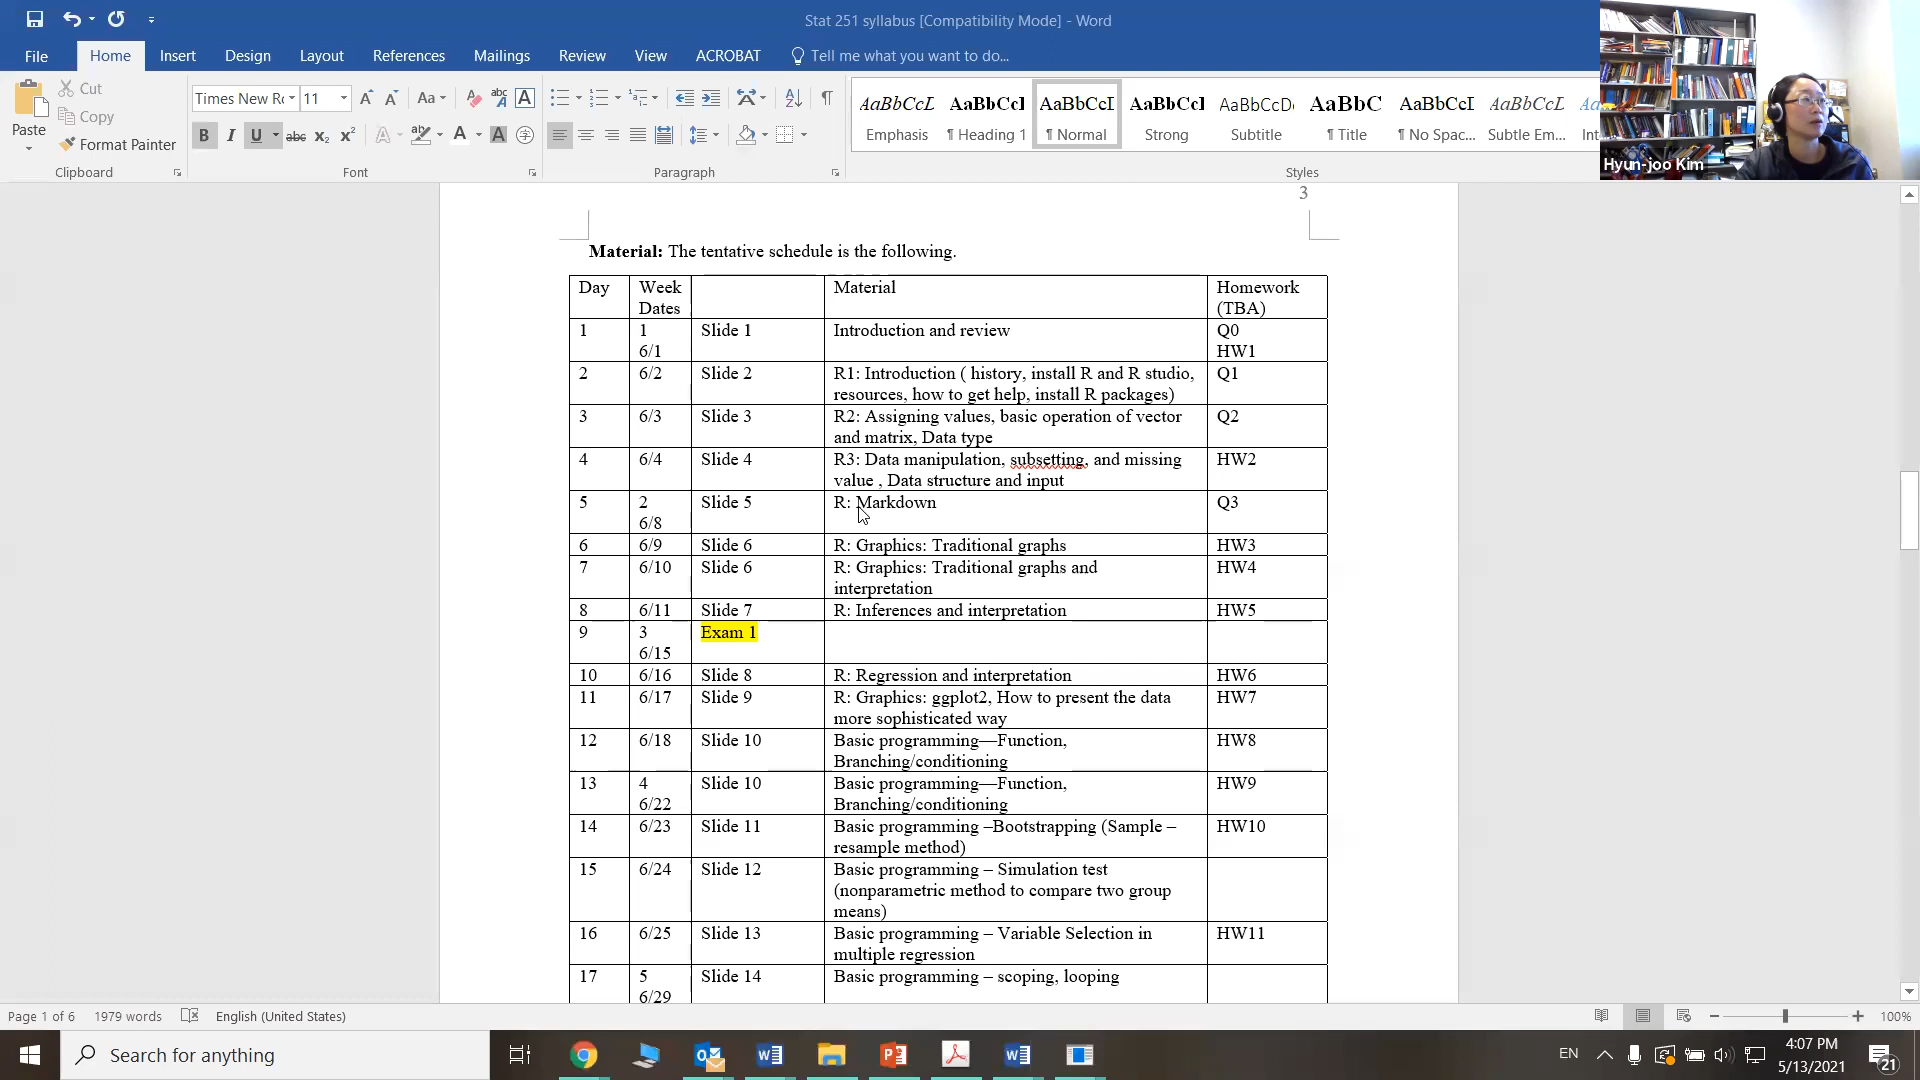 Stat 251 syllabus [Compatibility Mode] - Word
File Home Insert Design Layout References Mailings Review View ACROBAT Tell me what you want to do...
Paste
Cut
Copy
Format Painter
Clipboard
Times New Ro 11
Font
Paragraph
AaBbCcL AaBbCcI AaBbCcI AaBbCcI AaBbCcDc AaBbC AaBbCcI AaBbCcL
Emphasis ¶ Heading 1 ¶ Normal Strong Subtitle ¶ Title ¶ No Spac... Subtle Em...
Styles
Hyun-joo Kim
3
Material: The tentative schedule is the following.
Day Week Material Homework
Dates (TBA)
1 1 Slide 1 Introduction and review Q0
6/1 HW1
2 6/2 Slide 2 R1: Introduction ( history, install R and R studio, Q1
resources, how to get help, install R packages)
3 6/3 Slide 3 R2: Assigning values, basic operation of vector Q2
and matrix, Data type
4 6/4 Slide 4 R3: Data manipulation, subsetting, and missing HW2
value , Data structure and input
5 2 Slide 5 R: Markdown Q3
6/8
6 6/9 Slide 6 R: Graphics: Traditional graphs HW3
7 6/10 Slide 6 R: Graphics: Traditional graphs and HW4
interpretation
8 6/11 Slide 7 R: Inferences and interpretation HW5
9 3 Exam 1
6/15
10 6/16 Slide 8 R: Regression and interpretation HW6
11 6/17 Slide 9 R: Graphics: ggplot2, How to present the data HW7
more sophisticated way
12 6/18 Slide 10 Basic programming—Function, HW8
Branching/conditioning
13 4 Slide 10 Basic programming—Function, HW9
6/22 Branching/conditioning
14 6/23 Slide 11 Basic programming –Bootstrapping (Sample – HW10
resample method)
15 6/24 Slide 12 Basic programming – Simulation test
(nonparametric method to compare two group
means)
16 6/25 Slide 13 Basic programming – Variable Selection in HW11
multiple regression
17 5 Slide 14 Basic programming – scoping, looping
6/29
Page 1 of 6 1979 words English (United States) 100%
Search for anything
EN 4:07 PM
5/13/2021
21